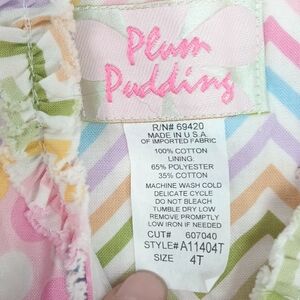 Plum
Pudding
R/N# 69420
MADE IN U.S.A.
OF IMPORTED FABRIC
100% COTTON
LINING:
65% POLYESTER
35% COTTON
MACHINE WASH COLD
DELICATE CYCLE
DO NOT BLEACH
TUMBLE DRY LOW
REMOVE PROMPTLY
LOW IRON IF NEEDED
CUT# 607040
STYLE# A11404T
SIZE 4T